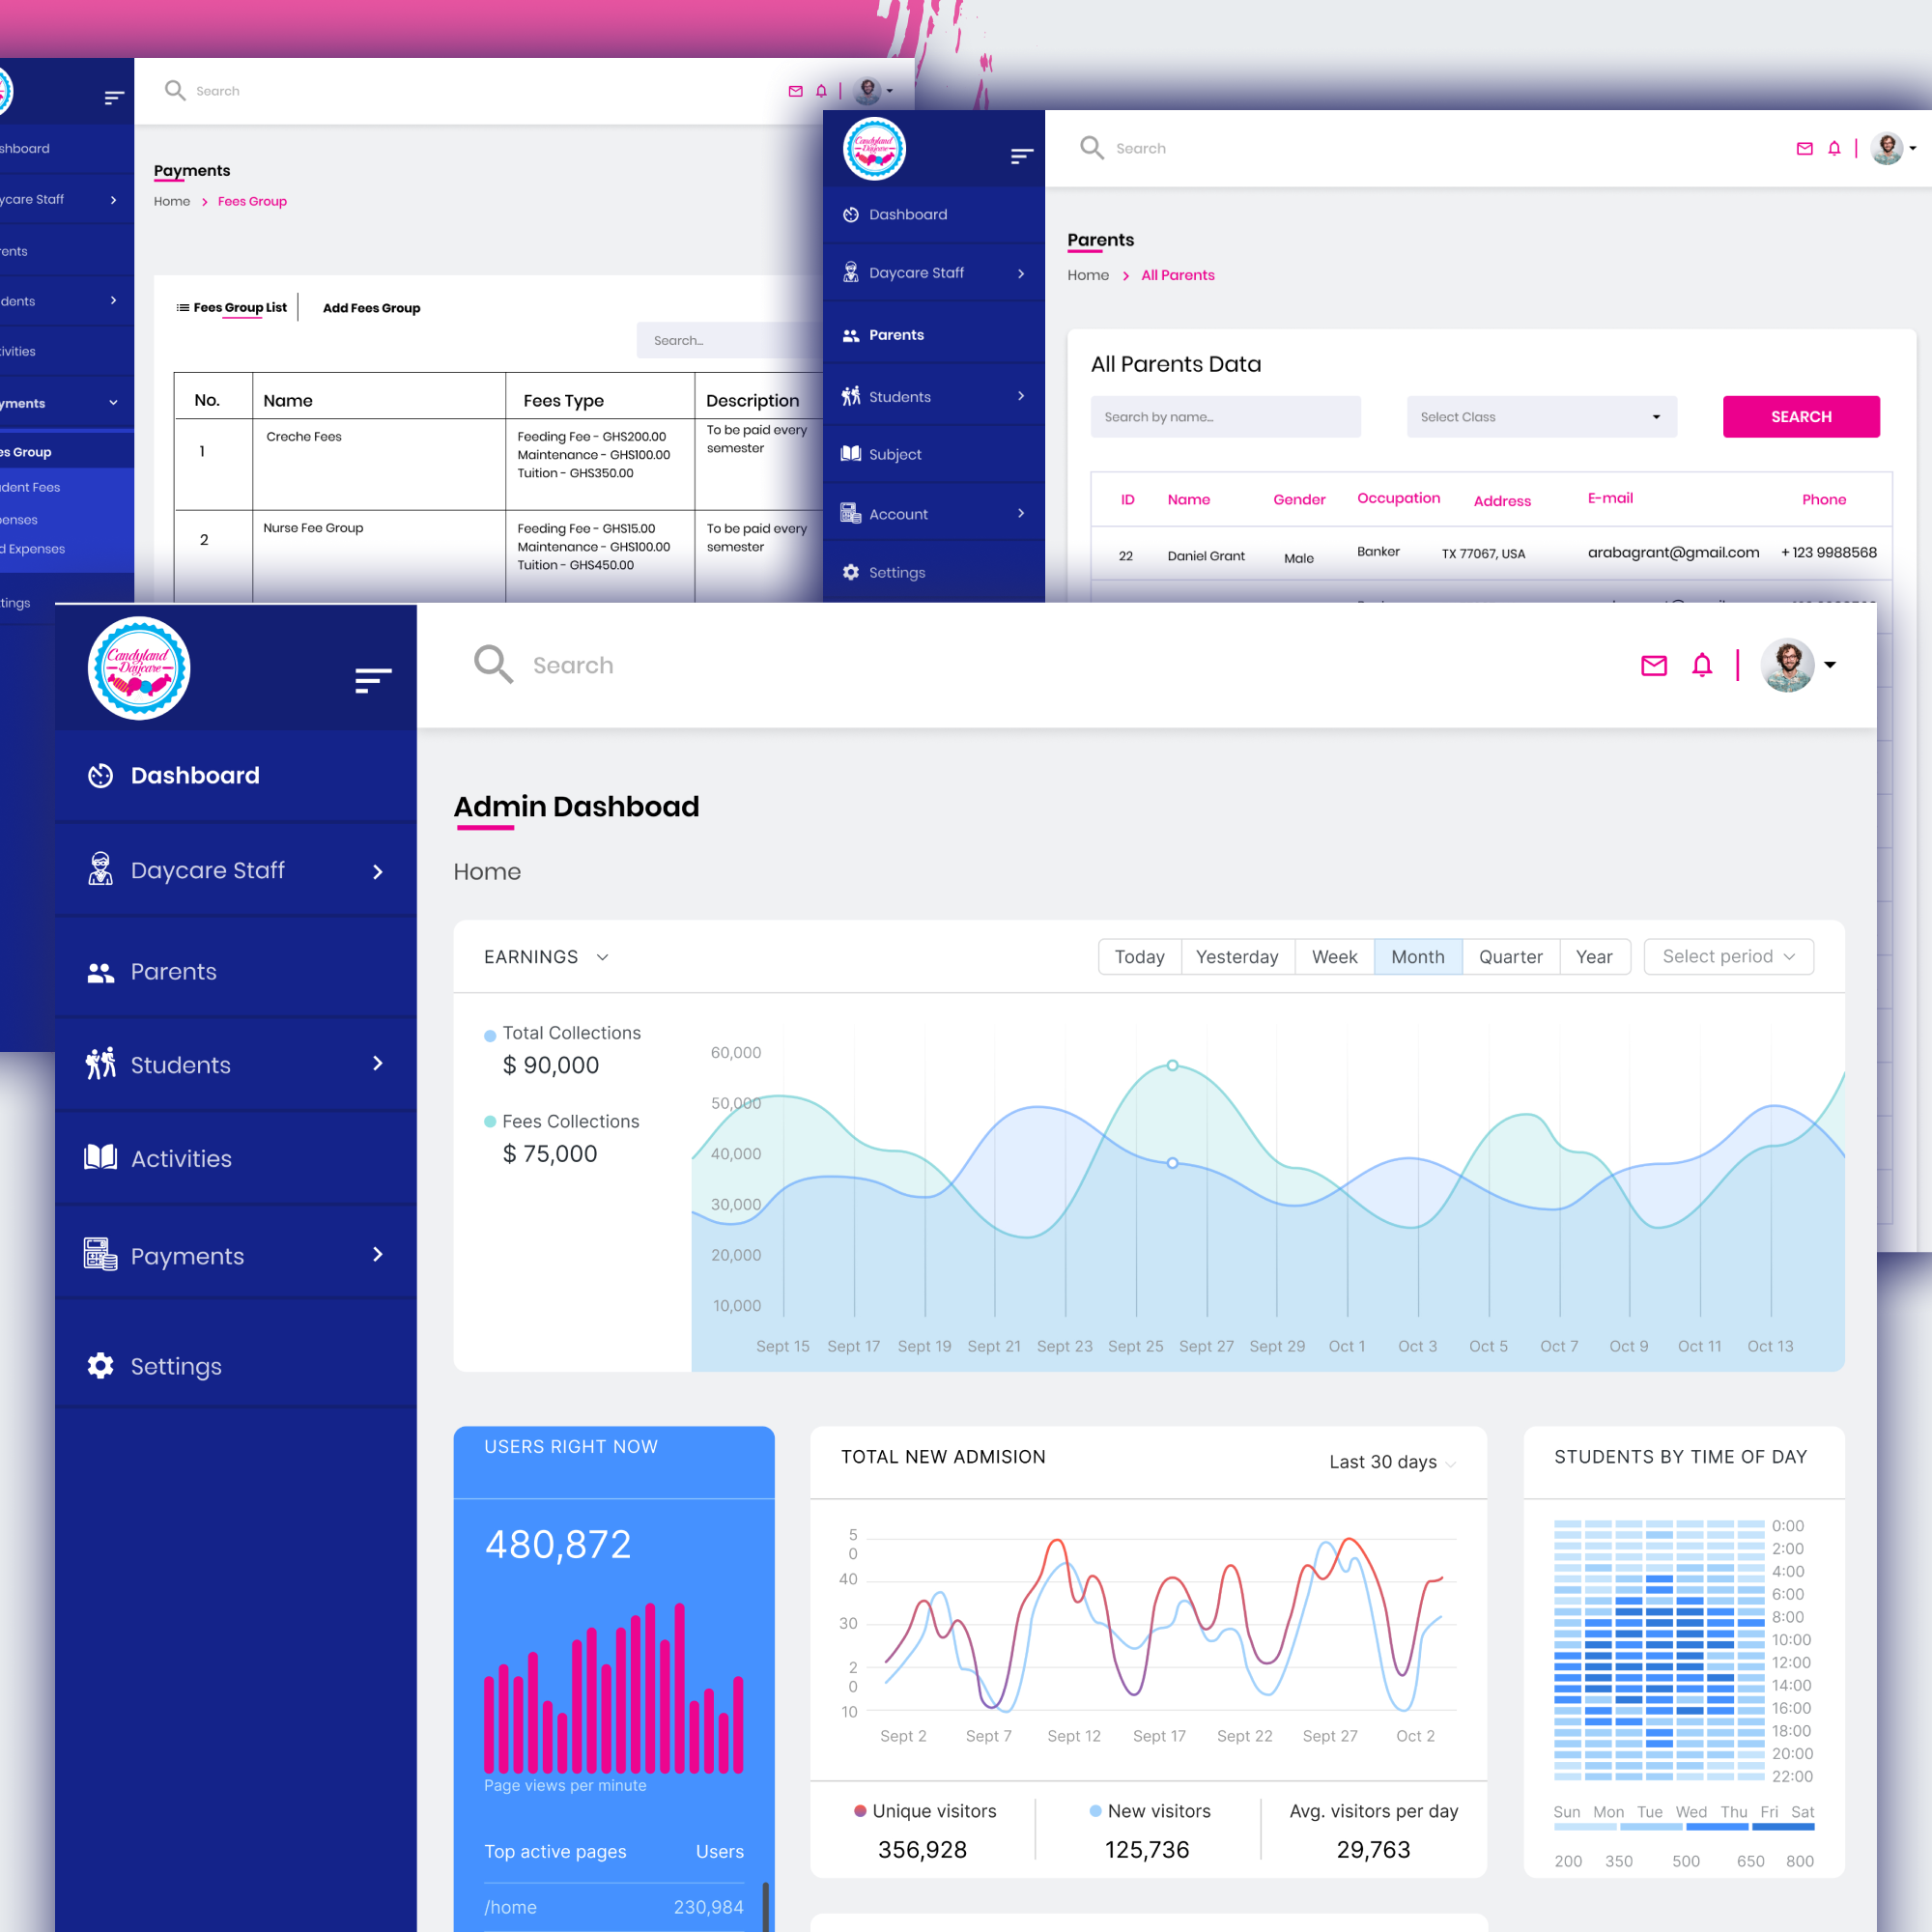 Search
Payments
Home > Fees Group
shboard
ycare Staff
ents
dents
ivities
yments
es Group
dent Fees
enses
d Expenses
tings
Fees Group List
Add Fees Group
Search...
No. Name Fees Type Description
1 Creche Fees
Feeding Fee - GHS200.00
Maintenance - GHS100.00
Tuition - GHS350.00
To be paid every
semester
2 Nurse Fee Group
Feeding Fee - GHS15.00
Maintenance - GHS100.00
Tuition - GHS450.00
To be paid every
semester
Candyland
Daycare
Search
Dashboard
Daycare Staff
Parents
Students
Subject
Account
Settings
Parents
Home > All Parents
All Parents Data
Search by name...
Select Class
SEARCH
ID Name Gender Occupation Address E-mail Phone
22 Daniel Grant Male Banker TX 77067, USA arabagrant@gmail.com + 123 9988568
Candyland
Daycare
Search
Dashboard
Daycare Staff
Parents
Students
Activities
Payments
Settings
Admin Dashboad
Home
EARNINGS
Today Yesterday Week Month Quarter Year
Select period
Total Collections
$ 90,000
Fees Collections
$ 75,000
60,000
50,000
40,000
30,000
20,000
10,000
Sept 15 Sept 17 Sept 19 Sept 21 Sept 23 Sept 25 Sept 27 Sept 29 Oct 1 Oct 3 Oct 5 Oct 7 Oct 9 Oct 11 Oct 13
USERS RIGHT NOW
480,872
Page views per minute
Top active pages Users
/home 230,984
TOTAL NEW ADMISION
Last 30 days
5
0
40
30
2
0
10
Sept 2 Sept 7 Sept 12 Sept 17 Sept 22 Sept 27 Oct 2
Unique visitors
356,928
New visitors
125,736
Avg. visitors per day
29,763
STUDENTS BY TIME OF DAY
0:00
2:00
4:00
6:00
8:00
10:00
12:00
14:00
16:00
18:00
20:00
22:00
Sun Mon Tue Wed Thu Fri Sat
200 350 500 650 800